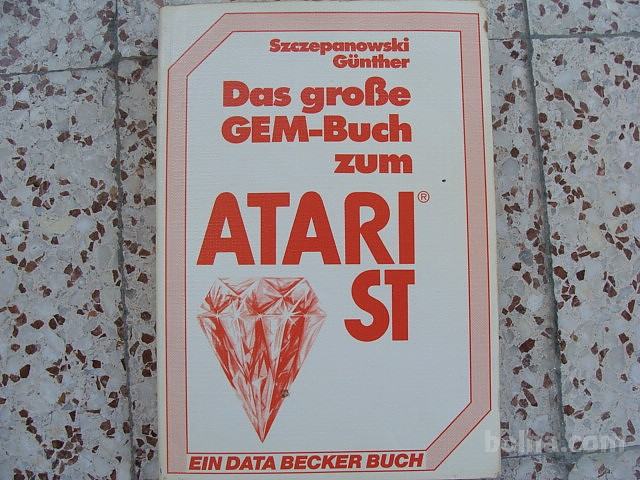 Szczepanowski
Günther
Das große
GEM-Buch
zum
ATARI®
ST
EIN DATA BECKER BUCH
bolha.com